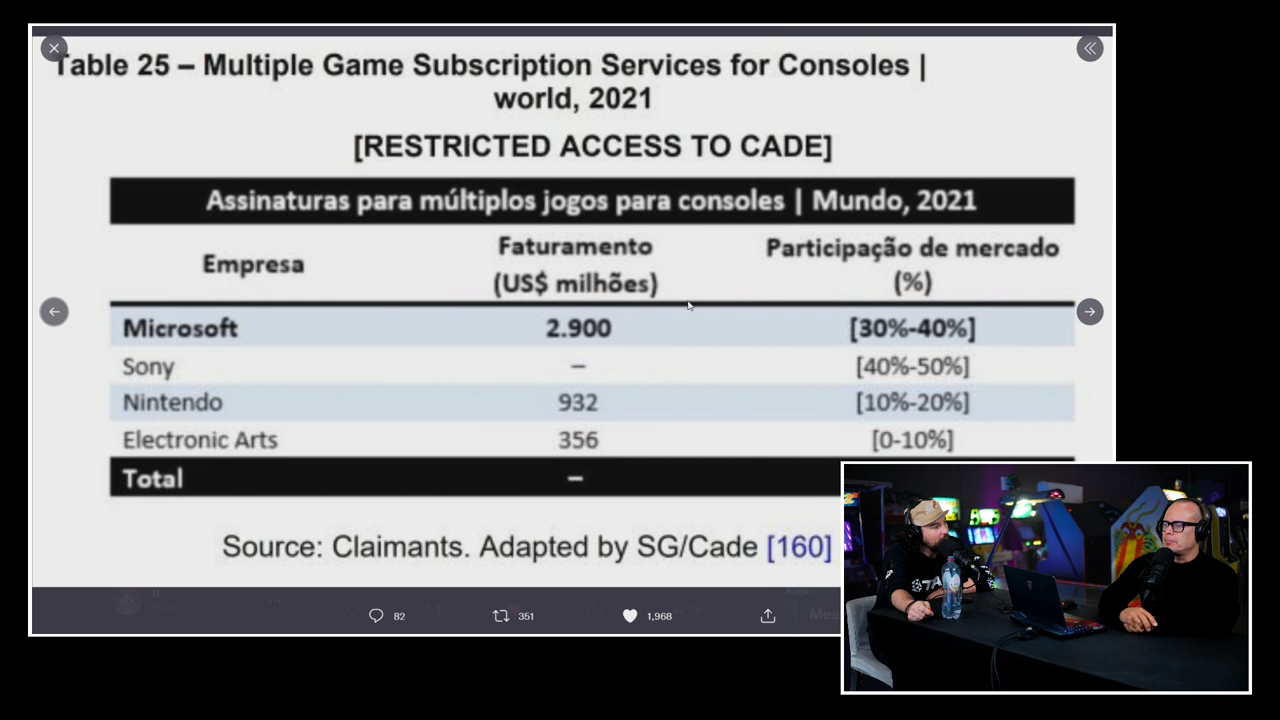 Table 25 – Multiple Game Subscription Services for Consoles |
world, 2021
[RESTRICTED ACCESS TO CADE]
Assinaturas para múltiplos jogos para consoles | Mundo, 2021
Empresa
Faturamento
(US$ milhões)
Participação de mercado
(%)
Microsoft 2.900 [30%-40%]
Sony – [40%-50%]
Nintendo 932 [10%-20%]
Electronic Arts 356 [0-10%]
Total –
Source: Claimants. Adapted by SG/Cade [160]
82 351 1,968